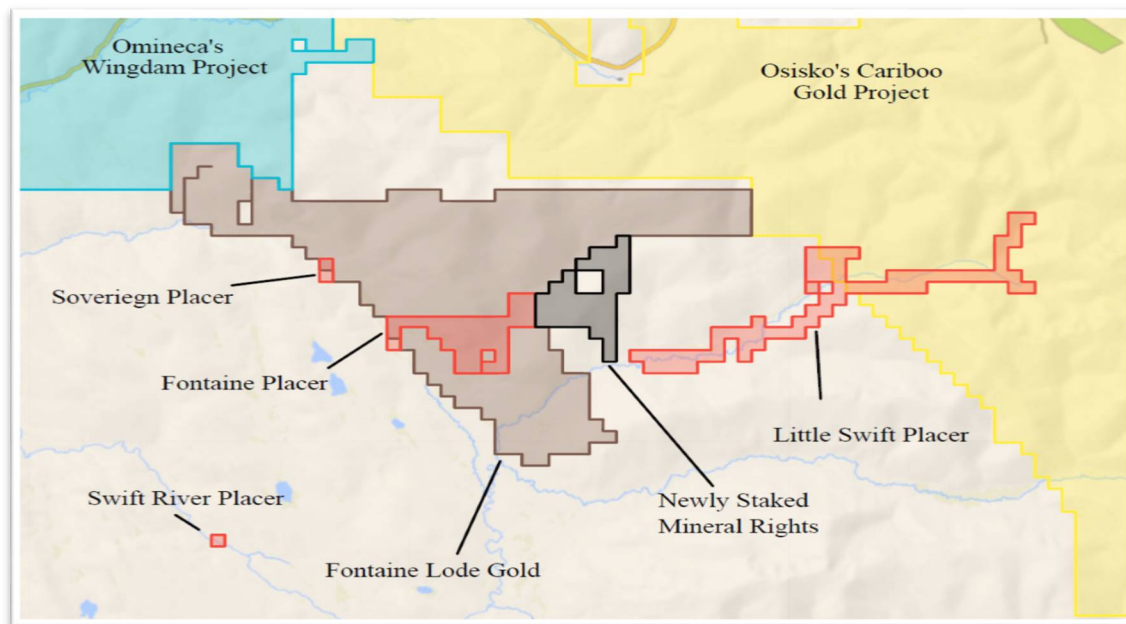 Omineca's
Wingdam Project
Osisko's Cariboo
Gold Project
Soveriegn Placer
Fontaine Placer
Little Swift Placer
Swift River Placer
Newly Staked
Mineral Rights
Fontaine Lode Gold